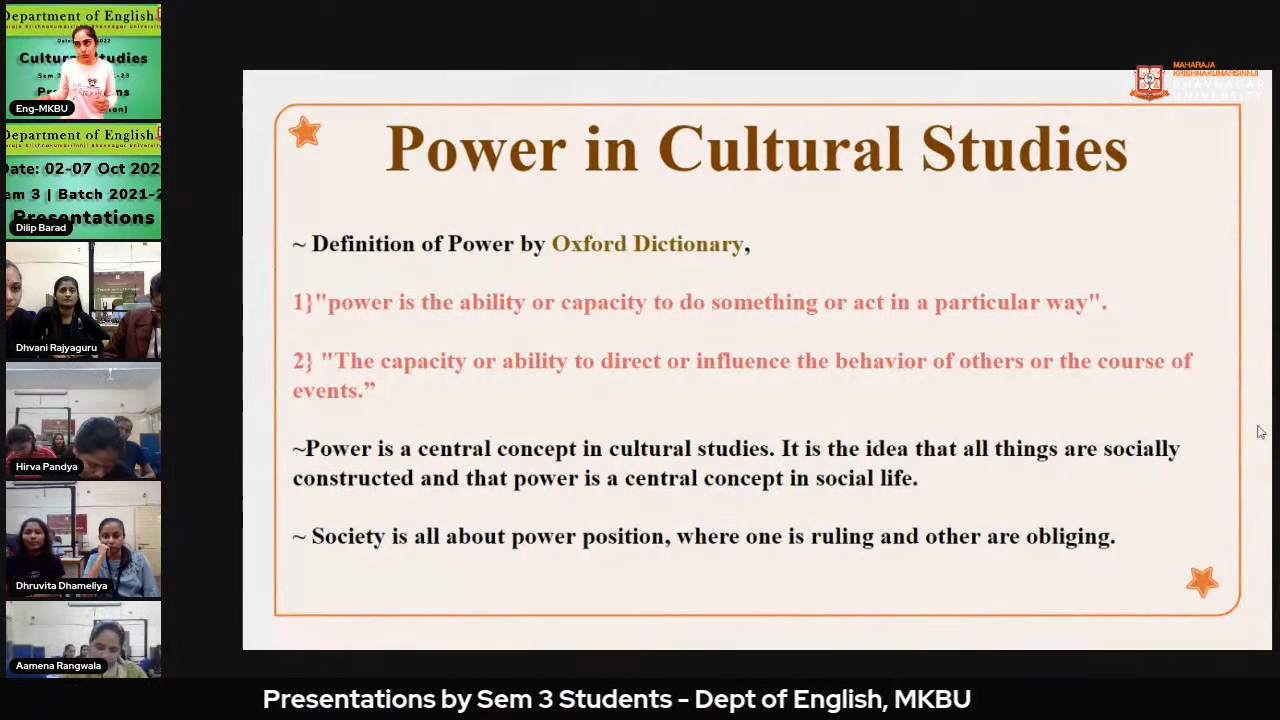 Department of English
Maharaja Krishnakumarsinhji Bhavnagar University
Cultural Studies
Eng-MKBU
Department of English
Date: 02-07 Oct 202
em 3 | Batch 2021-2
Presentations
Dilip Barad
Dhvani Rajyaguru
Hirva Pandya
Dhruvita Dhameliya
Aamena Rangwala
MAHARAJA
KRISHNAKUMARSINHJI
BHAVNAGAR
UNIVERSITY
Power in Cultural Studies
~ Definition of Power by Oxford Dictionary,
1}"power is the ability or capacity to do something or act in a particular way".
2} "The capacity or ability to direct or influence the behavior of others or the course of
events.”
~Power is a central concept in cultural studies. It is the idea that all things are socially
constructed and that power is a central concept in social life.
~ Society is all about power position, where one is ruling and other are obliging.
Presentations by Sem 3 Students - Dept of English, MKBU